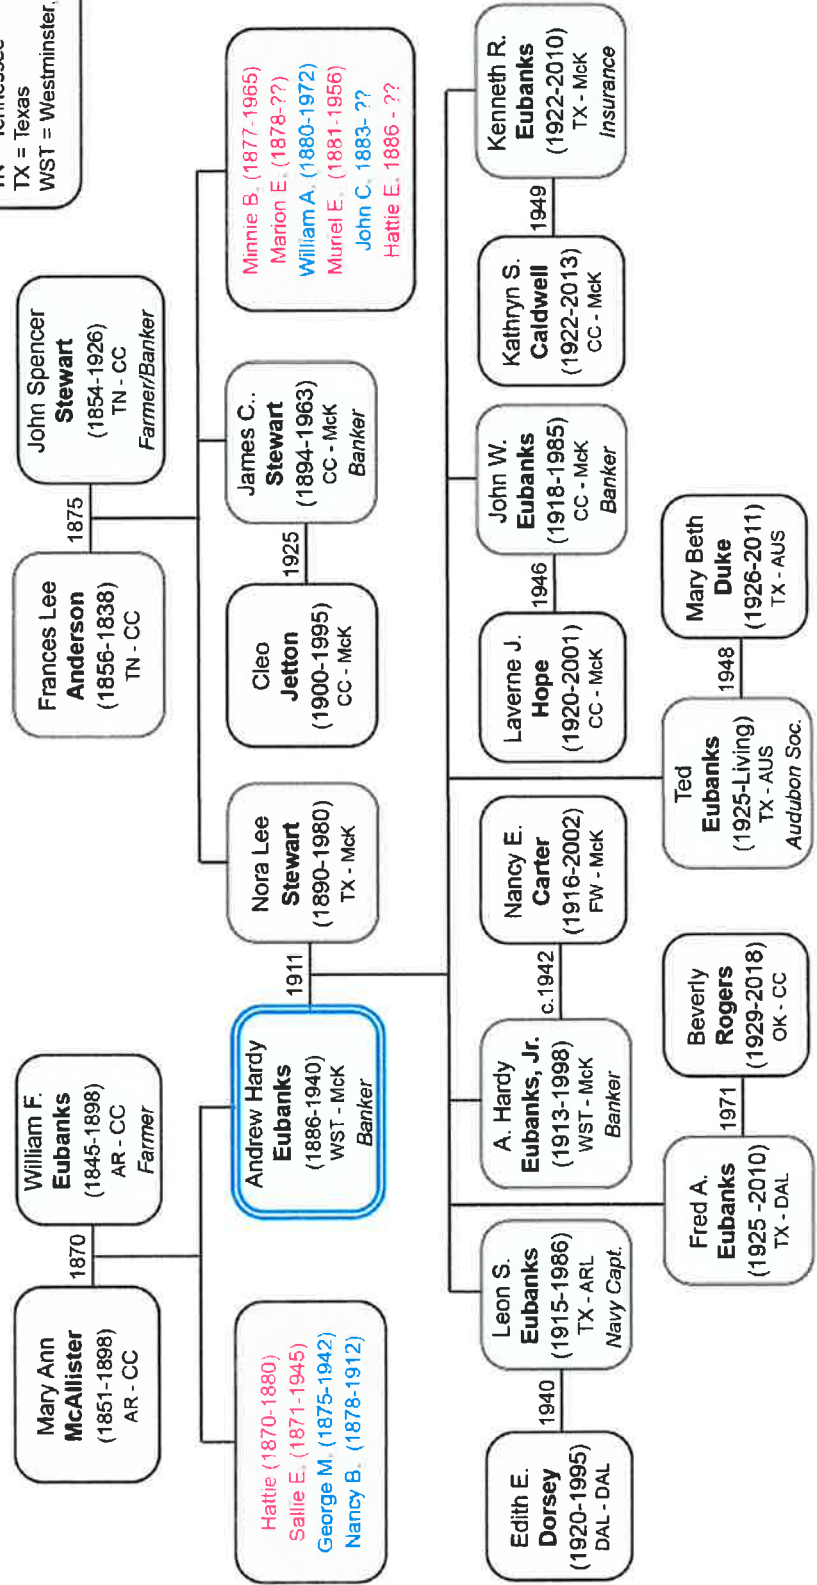 TX = Texas
WST = Westminster,
Mary Ann
McAllister
(1851-1898)
AR - CC
1870
William F.
Eubanks
(1845-1898)
AR - CC
Farmer
Frances Lee
Anderson
(1856-1838)
TN - CC
1875
John Spencer
Stewart
(1854-1926)
TN - CC
Farmer/Banker
Hattie (1870-1880)
Sallie E. (1871-1945)
George M. (1875-1942)
Nancy B. (1878-1912)
Andrew Hardy
Eubanks
(1886-1940)
WST - McK
Banker
1911
Nora Lee
Stewart
(1890-1980)
TX - McK
Cleo
Jetton
(1900-1995)
CC - McK
1925
James C..
Stewart
(1894-1963)
CC - McK
Banker
Minnie B. (1877-1965)
Marion E. (1878-??)
William A. (1880-1972)
Muriel E. (1881-1956)
John C. 1883- ??
Hattie E. 1886 - ??
Edith E.
Dorsey
(1920-1995)
DAL - DAL
1940
Leon S.
Eubanks
(1915-1986)
TX - ARL
Navy Capt.
A. Hardy
Eubanks, Jr.
(1913-1998)
WST - McK
Banker
c.1942
Nancy E.
Carter
(1916-2002)
FW - McK
Laverne J.
Hope
(1920-2001)
CC - McK
1946
John W.
Eubanks
(1918-1985)
CC - McK
Banker
Kathryn S.
Caldwell
(1922-2013)
CC - McK
1949
Kenneth R.
Eubanks
(1922-2010)
TX - McK
Insurance
Fred A.
Eubanks
(1925 -2010)
TX - DAL
1971
Beverly
Rogers
(1929-2018)
OK - CC
Ted
Eubanks
(1925-Living)
TX - AUS
Audubon Soc.
1948
Mary Beth
Duke
(1926-2011)
TX - AUS